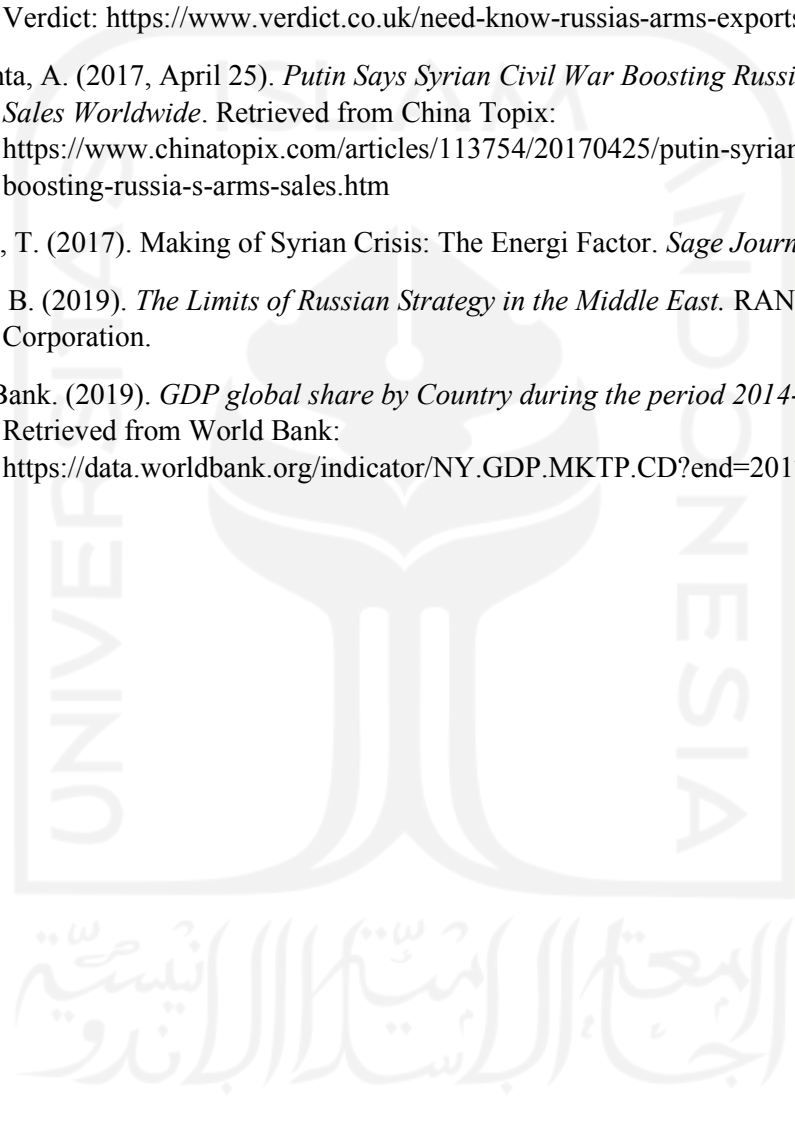 Verdict: https://www.verdict.co.uk/need-know-russias-arms-exports
nta, A. (2017, April 25). Putin Says Syrian Civil War Boosting Russi
Sales Worldwide. Retrieved from China Topix:
https://www.chinatopix.com/articles/113754/20170425/putin-syrian
boosting-russia-s-arms-sales.htm
, T. (2017). Making of Syrian Crisis: The Energi Factor. Sage Journ
B. (2019). The Limits of Russian Strategy in the Middle East. RAN
Corporation.
Bank. (2019). GDP global share by Country during the period 2014-
Retrieved from World Bank:
https://data.worldbank.org/indicator/NY.GDP.MKTP.CD?end=201
ISLAM
UNIVERSITAS
INDONESIA